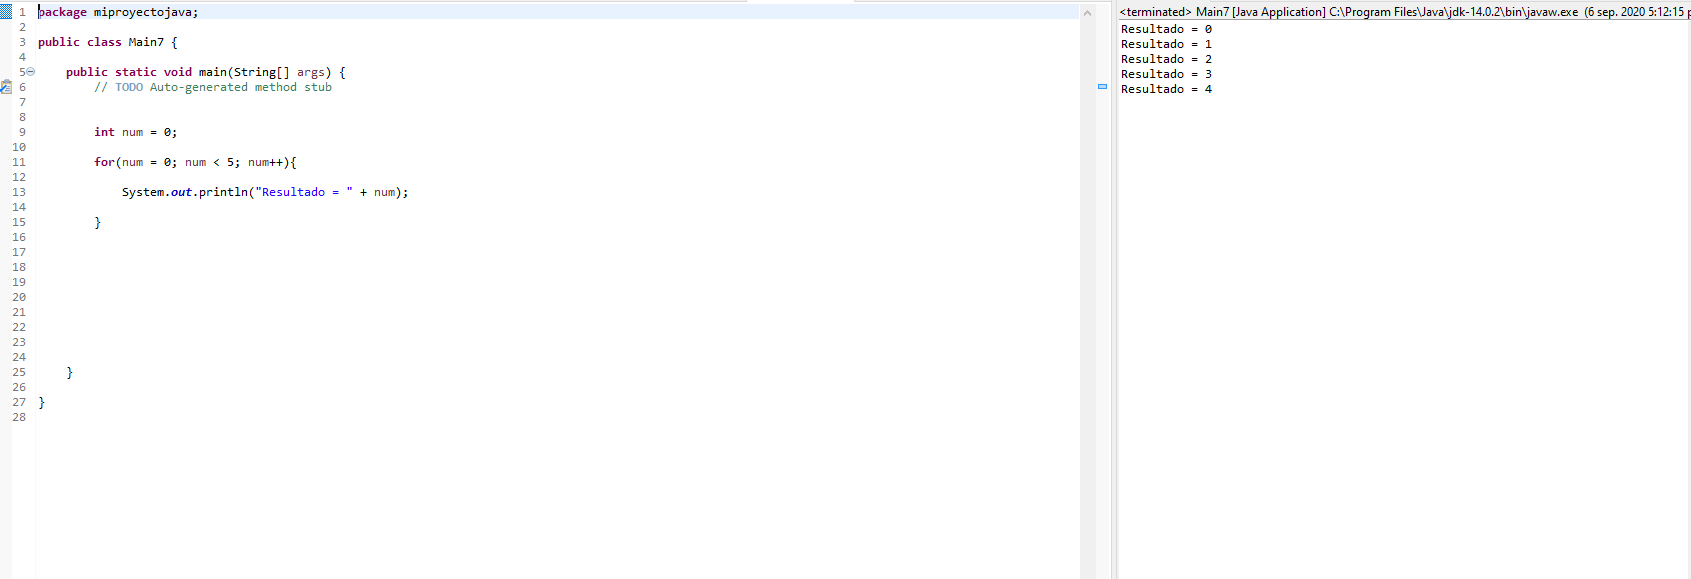 1 package miproyectojava;
2
3 public class Main7 {
4
5 public static void main(String[] args) {
6 // TODO Auto-generated method stub
7
8
9 int num = 0;
10
11 for(num = 0; num < 5; num++){
12
13 System.out.println("Resultado = " + num);
14
15 }
16
17
18
19
20
21
22
23
24
25 }
26
27 }
28
<terminated> Main7 [Java Application] C:\Program Files\Java\jdk-14.0.2\bin\javaw.exe (6 sep. 2020 5:12:15 p
Resultado = 0
Resultado = 1
Resultado = 2
Resultado = 3
Resultado = 4